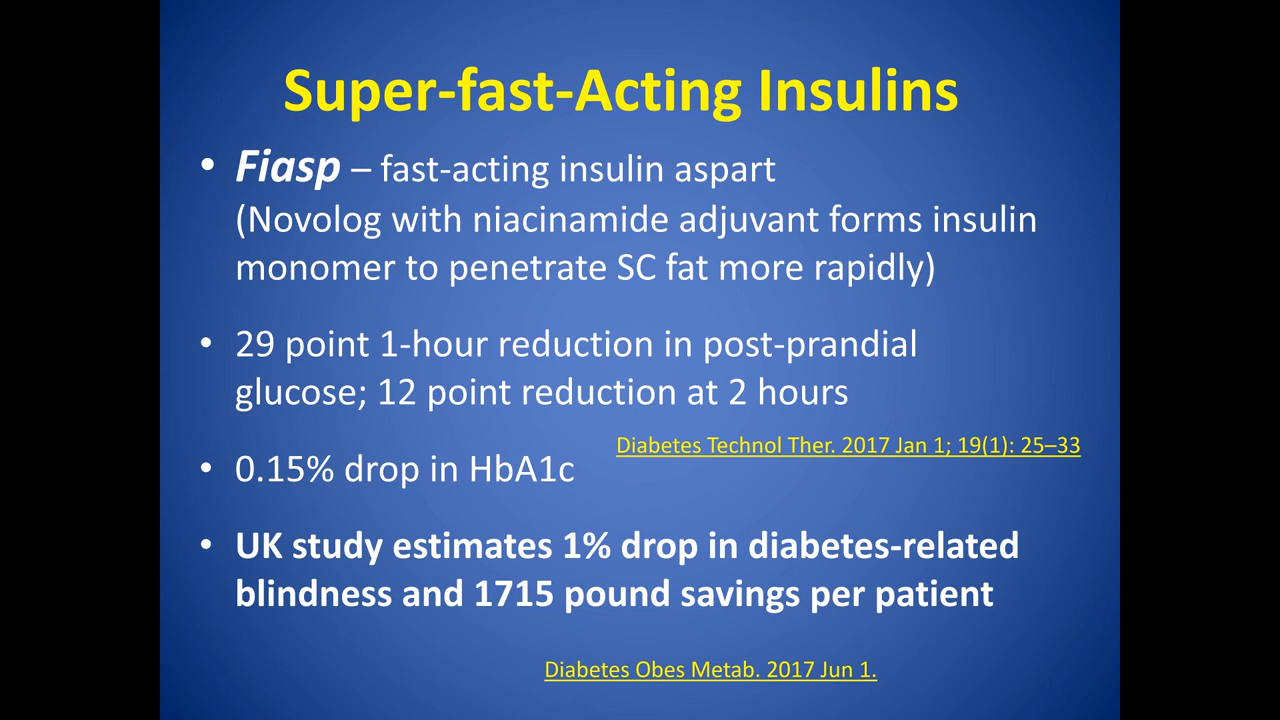 Super-fast-Acting Insulins
• Fiasp – fast-acting insulin aspart
(Novolog with niacinamide adjuvant forms insulin
monomer to penetrate SC fat more rapidly)
• 29 point 1-hour reduction in post-prandial
glucose; 12 point reduction at 2 hours
Diabetes Technol Ther. 2017 Jan 1; 19(1): 25–33
• 0.15% drop in HbA1c
• UK study estimates 1% drop in diabetes-related
blindness and 1715 pound savings per patient
Diabetes Obes Metab. 2017 Jun 1.